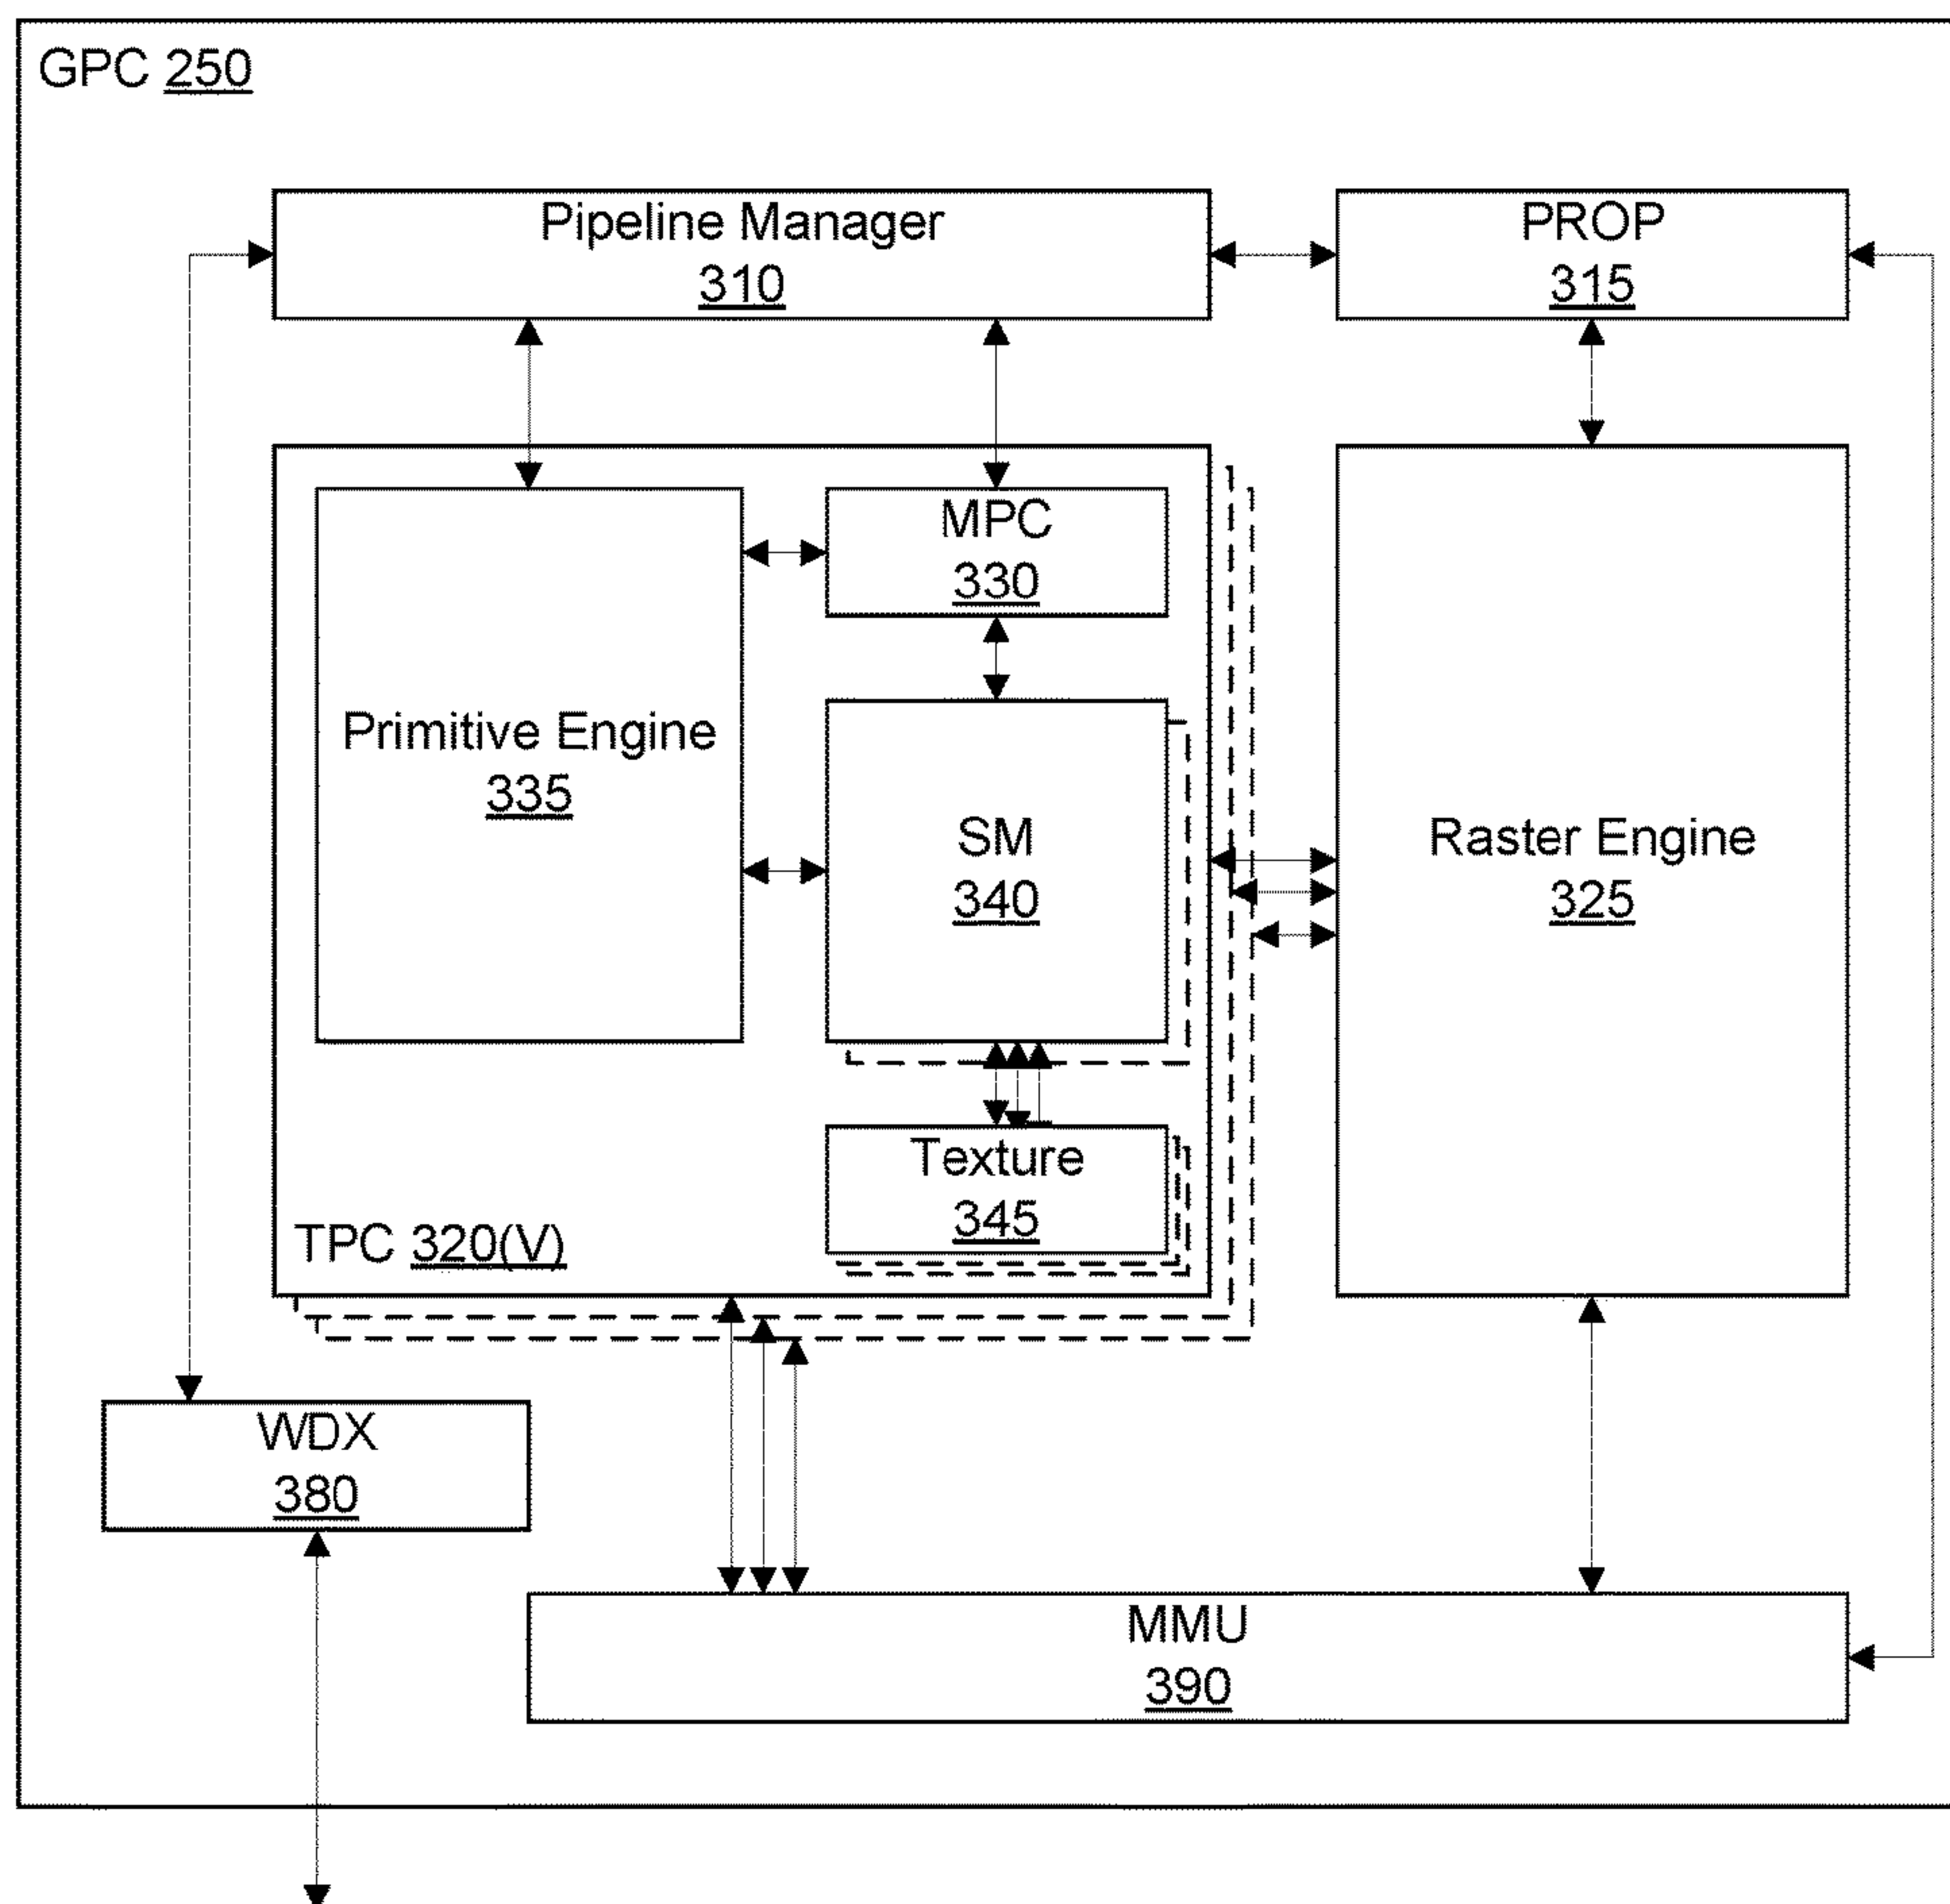 GPC 250
Pipeline Manager
310
PROP
315
MPC
330
Primitive Engine
335
SM
340
Raster Engine
325
Texture
345
TPC 320(V)
WDX
380
MMU
390